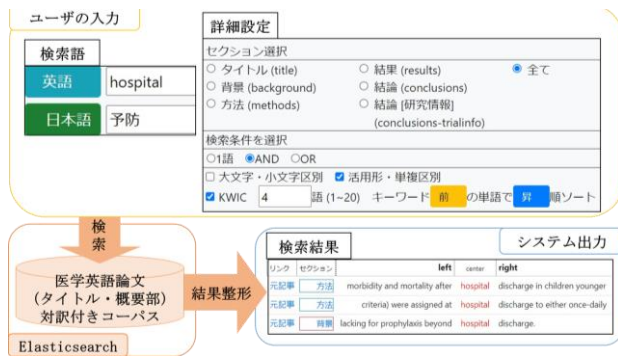 ユーザの入力
検索語
英語 hospital
日本語 予防
詳細設定
セクション選択
タイトル (title) 結果 (results) 全て
背景 (background) 結論 (conclusions)
方法 (methods) 結論 [研究情報]
(conclusions-trialinfo)
検索条件を選択
1語 AND OR
大文字・小文字区別 活用形・単複区別
KWIC 4 語 (1~20) キーワード 前 の単語で 昇 順ソート
検索
医学英語論文
(タイトル・概要部)
対訳付きコーパス
Elasticsearch
結果整形
検索結果 システム出力
リンク セクション left center right
元記事 方法 morbidity and mortality after hospital discharge in children younger
元記事 方法 criteria) were assigned at hospital discharge to either once-daily
元記事 背景 lacking for prophylaxis beyond hospital discharge.